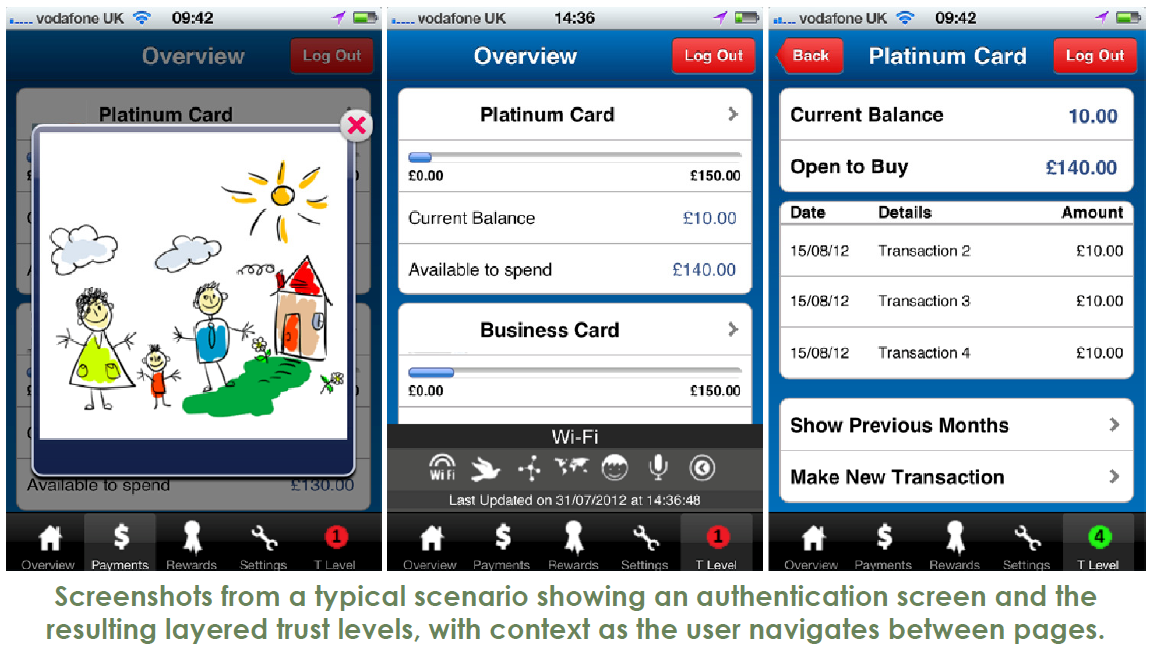 vodafone UK 09:42
Overview Log Out
Platinum Card
Available to spend £130.00
Overview Payments Rewards Settings 1 T Level
vodafone UK 14:36
Overview Log Out
Platinum Card
£0.00 £150.00
Current Balance £10.00
Available to spend £140.00
Business Card
£0.00 £150.00
Wi-Fi
WiFi
Last Updated on 31/07/2012 at 14:36:48
Overview Payments Rewards Settings 1 T Level
vodafone UK 09:42
Back Platinum Card Log Out
Current Balance 10.00
Open to Buy £140.00
Date Details Amount
15/08/12 Transaction 2 £10.00
15/08/12 Transaction 3 £10.00
15/08/12 Transaction 4 £10.00
Show Previous Months
Make New Transaction
Overview Payments Rewards Settings 4 T Level
Screenshots from a typical scenario showing an authentication screen and the
resulting layered trust levels, with context as the user navigates between pages.